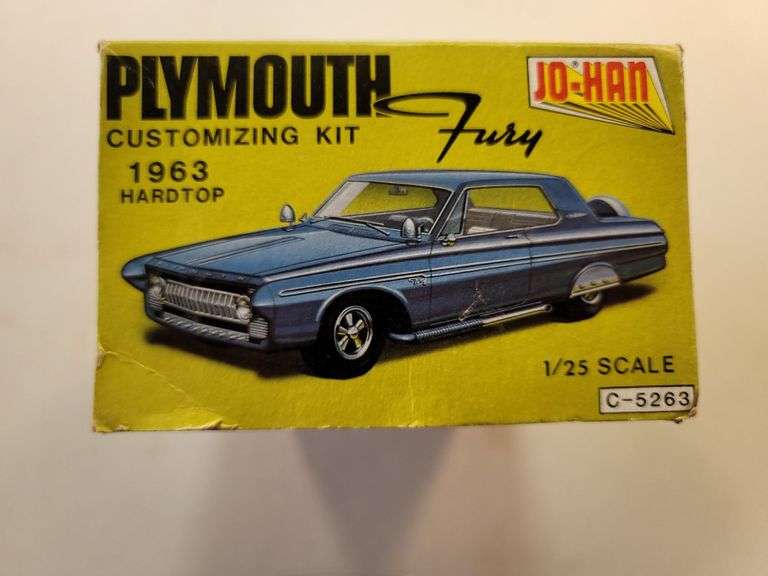 PLYMOUTH
Fury
CUSTOMIZING KIT
1963
HARDTOP
JO-HAN®
1/25 SCALE
C-5263